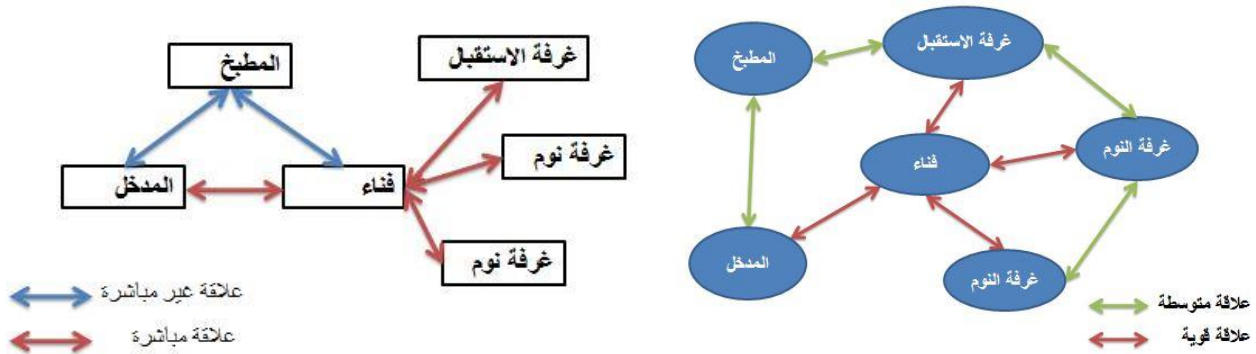 المطبخ
غرفة الاستقبال
غرفة نوم
المدخل
فناء
غرفة نوم
علاقة غير مباشرة
علاقة مباشرة
غرفة الاستقبال
المطبخ
غرفة النوم
فناء
المدخل
غرفة النوم
علاقة متوسطة
علاقة قوية